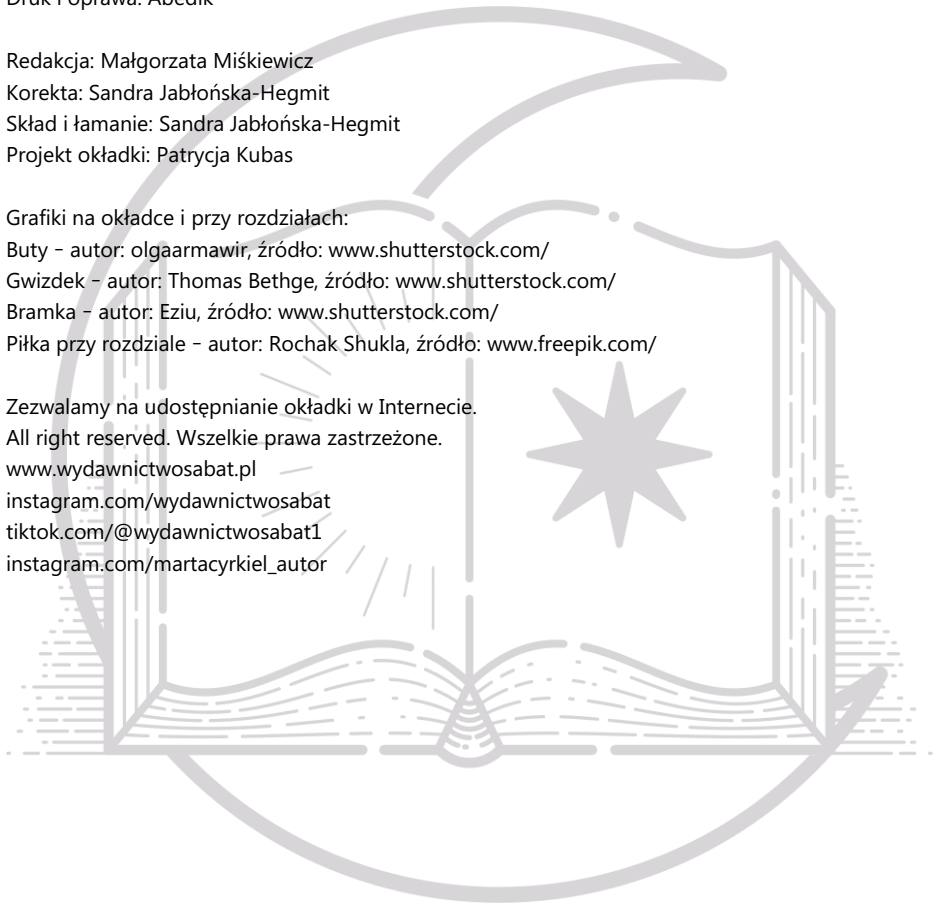 Druk i oprawa: Abedik
Redakcja: Małgorzata Miśkiewicz
Korekta: Sandra Jabłońska-Hegmit
Skład i łamanie: Sandra Jabłońska-Hegmit
Projekt okładki: Patrycja Kubas
Grafiki na okładce i przy rozdziałach:
Buty – autor: olgaarmawir, źródło: www.shutterstock.com/
Gwizdek – autor: Thomas Bethge, źródło: www.shutterstock.com/
Bramka – autor: Eziu, źródło: www.shutterstock.com/
Piłka przy rozdziale – autor: Rochak Shukla, źródło: www.freepik.com/
Zezwalamy na udostępnianie okładki w Internecie.
All right reserved. Wszelkie prawa zastrzeżone.
www.wydawnictwosabat.pl
instagram.com/wydawnictwosabat
tiktok.com/@wydawnictwosabat1
instagram.com/martacyrkiel_autor